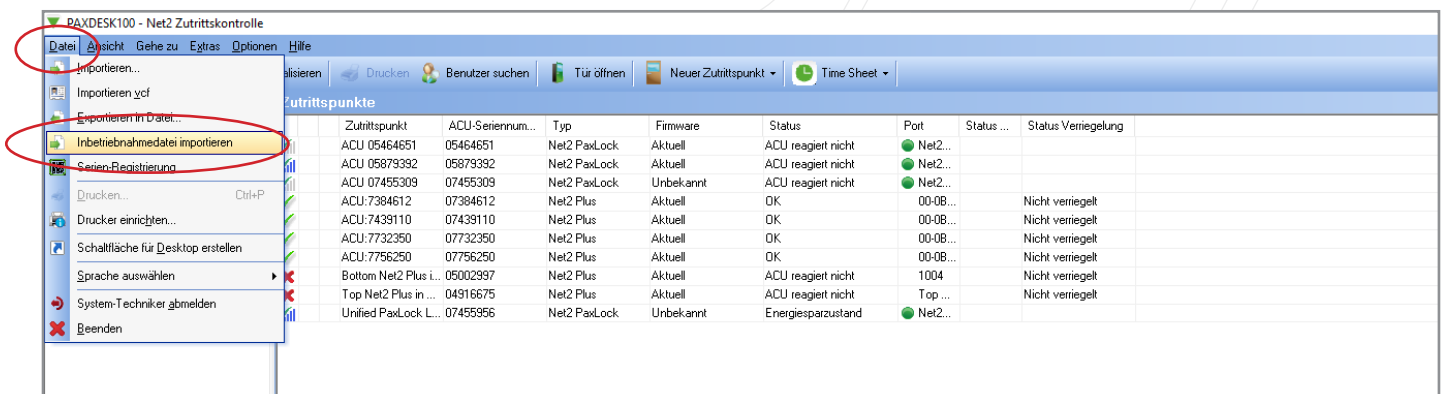 PAXDESK100 - Net2 Zutrittskontrolle
Datei Ansicht Gehe zu Extras Optionen Hilfe
Importieren...
Importieren vcf
Exportieren in Datei...
Inbetriebnahmedatei importieren
Serien-Registrierung
Drucken... Ctrl+P
Drucker einrichten...
Schaltfläche für Desktop erstellen
Sprache auswählen
System-Techniker abmelden
Beenden
alisieren Drucken Benutzer suchen Tür öffnen Neuer Zutrittspunkt Time Sheet
Zutrittspunkte
Zutrittspunkt ACU-Seriennum... Typ Firmware Status Port Status ... Status Verriegelung
ACU 05464651 05464651 Net2 PaxLock Aktuell ACU reagiert nicht Net2...
ACU 05879392 05879392 Net2 PaxLock Aktuell ACU reagiert nicht Net2...
ACU 07455309 07455309 Net2 PaxLock Unbekannt ACU reagiert nicht Net2...
ACU:7384612 07384612 Net2 Plus Aktuell OK 00-0B... Nicht verriegelt
ACU:7439110 07439110 Net2 Plus Aktuell OK 00-0B... Nicht verriegelt
ACU:7732350 07732350 Net2 Plus Aktuell OK 00-0B... Nicht verriegelt
ACU:7756250 07756250 Net2 Plus Aktuell OK 00-0B... Nicht verriegelt
Bottom Net2 Plus i... 05002997 Net2 Plus Aktuell ACU reagiert nicht 1004 Nicht verriegelt
Top Net2 Plus in ... 04916675 Net2 Plus Aktuell ACU reagiert nicht Top ... Nicht verriegelt
Unified PaxLock L... 07455956 Net2 PaxLock Unbekannt Energiesparzustand Net2...